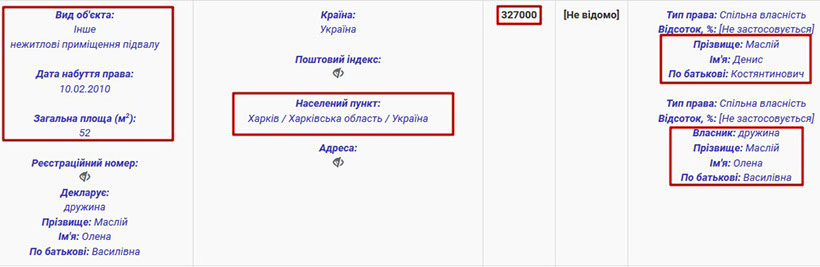 Вид об'єкта:
Інше
нежитлові приміщення підвалу
Дата набуття права:
10.02.2010
Загальна площа (м²):
52
Реєстраційний номер:
Декларує:
дружина
Прізвище: Маслій
Ім'я: Олена
По батькові: Василівна
Країна:
Україна
Поштовий індекс:
Населений пункт:
Харків / Харківська область / Україна
Адреса:
327000
[Не відомо]
Тип права: Спільна власність
Відсоток, %: [Не застосовується]
Прізвище: Маслій
Ім'я: Денис
По батькові: Костянтинович
Тип права: Спільна власність
Відсоток, %: [Не застосовується]
Власник: дружина
Прізвище: Маслій
Ім'я: Олена
По батькові: Василівна